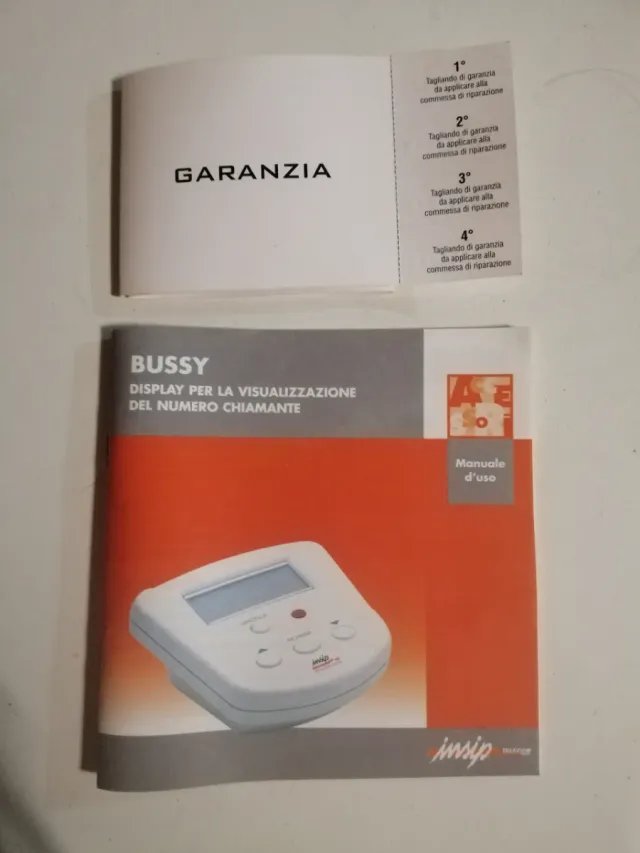 GARANZIA
1°
Tagliando di garanzia
da applicare alla
commessa di riparazione
2°
Tagliando di garanzia
da applicare alla
commessa di riparazione
3°
Tagliando di garanzia
da applicare alla
commessa di riparazione
4°
Tagliando di garanzia
da applicare alla
commessa di riparazione
BUSSY
DISPLAY PER LA VISUALIZZAZIONE
DEL NUMERO CHIAMANTE
Manuale
d'uso
insip
insip